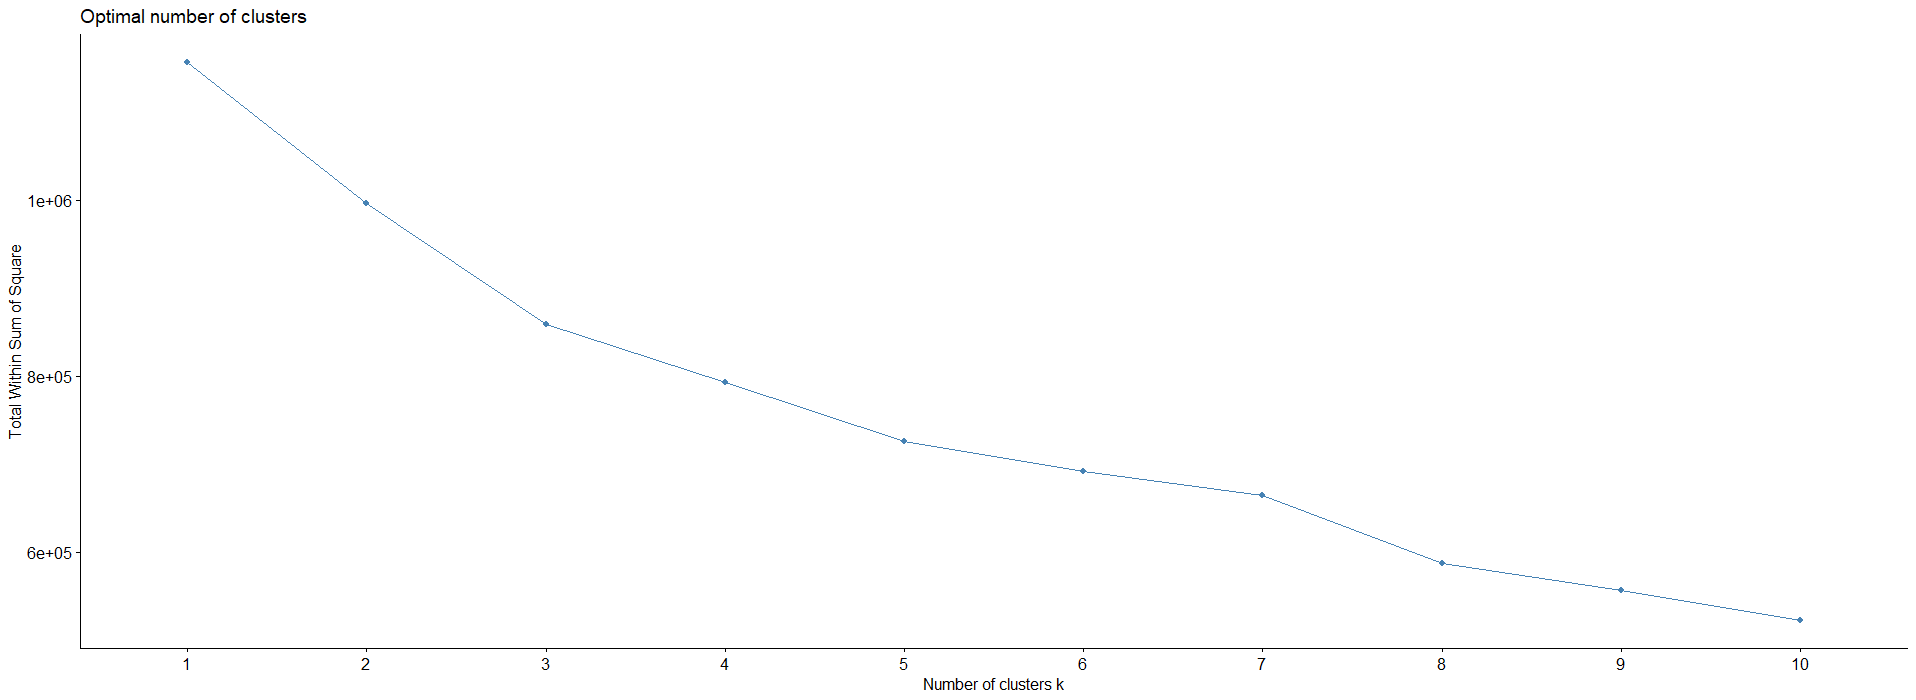 Optimal number of clusters
Total Within Sum of Square
1e+06
8e+05
6e+05
1 2 3 4 5 6 7 8 9 10
Number of clusters k